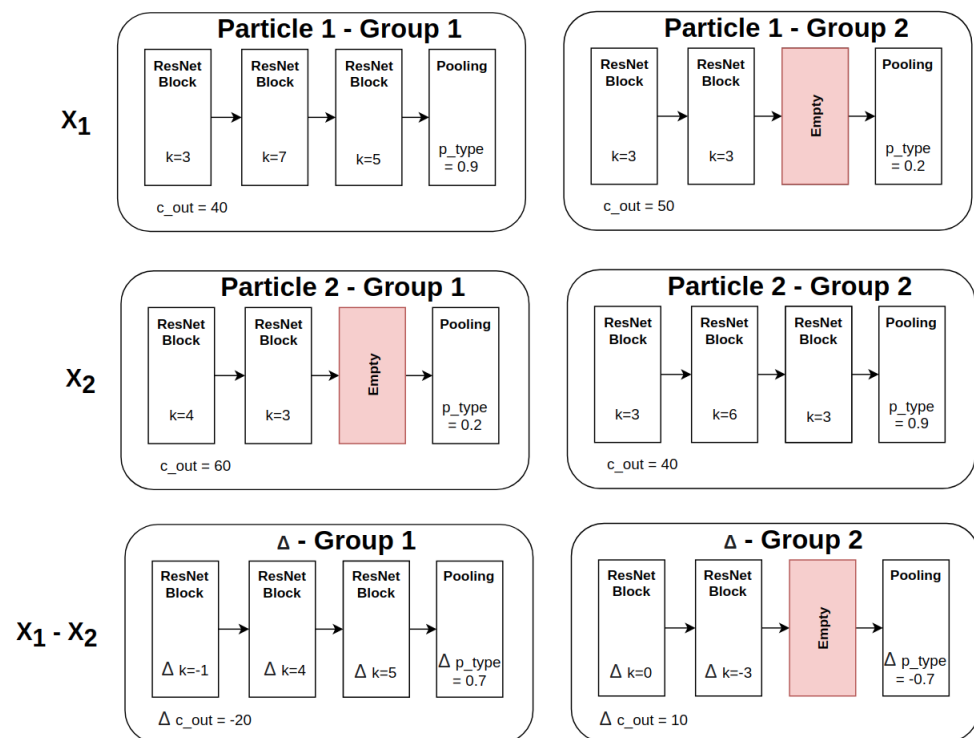 Particle 1 - Group 1
ResNet
Block
k=3
ResNet
Block
k=7
ResNet
Block
k=5
Pooling
p_type
= 0.9
c_out = 40
Particle 1 - Group 2
ResNet
Block
k=3
ResNet
Block
k=3
Empty
Pooling
p_type
= 0.2
c_out = 50
X1
Particle 2 - Group 1
ResNet
Block
k=4
ResNet
Block
k=3
Empty
Pooling
p_type
= 0.2
c_out = 60
Particle 2 - Group 2
ResNet
Block
k=3
ResNet
Block
k=6
ResNet
Block
k=3
Pooling
p_type
= 0.9
c_out = 40
X2
Δ - Group 1
ResNet
Block
Δ k=-1
ResNet
Block
Δ k=4
ResNet
Block
Δ k=5
Pooling
Δ p_type
= 0.7
Δ c_out = -20
Δ - Group 2
ResNet
Block
Δ k=0
ResNet
Block
Δ k=-3
Empty
Pooling
Δ p_type
= -0.7
Δ c_out = 10
X1 - X2